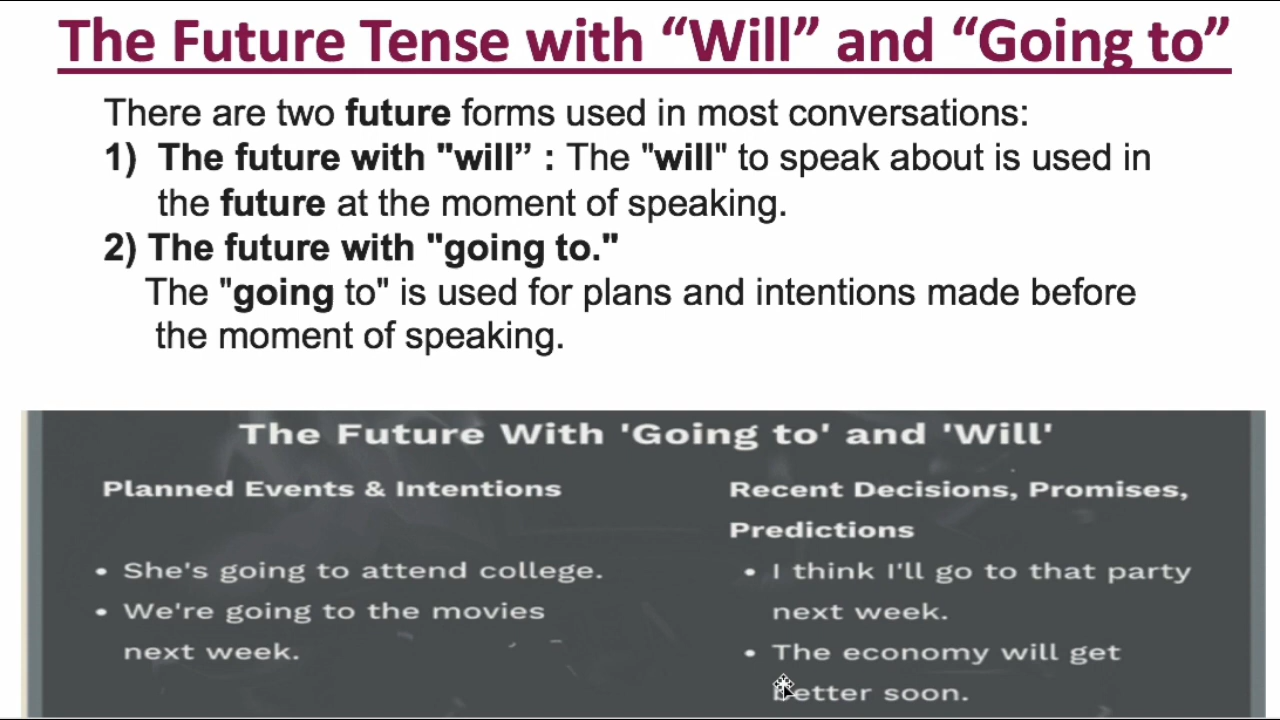 The Future Tense with “Will” and “Going to”
There are two future forms used in most conversations:
1) The future with "will” : The "will" to speak about is used in
the future at the moment of speaking.
2) The future with "going to."
The "going to" is used for plans and intentions made before
the moment of speaking.
The Future With 'Going to' and 'Will'
Planned Events & Intentions
• She's going to attend college.
• We're going to the movies
next week.
Recent Decisions, Promises,
Predictions
• I think I'll go to that party
next week.
• The economy will get
better soon.